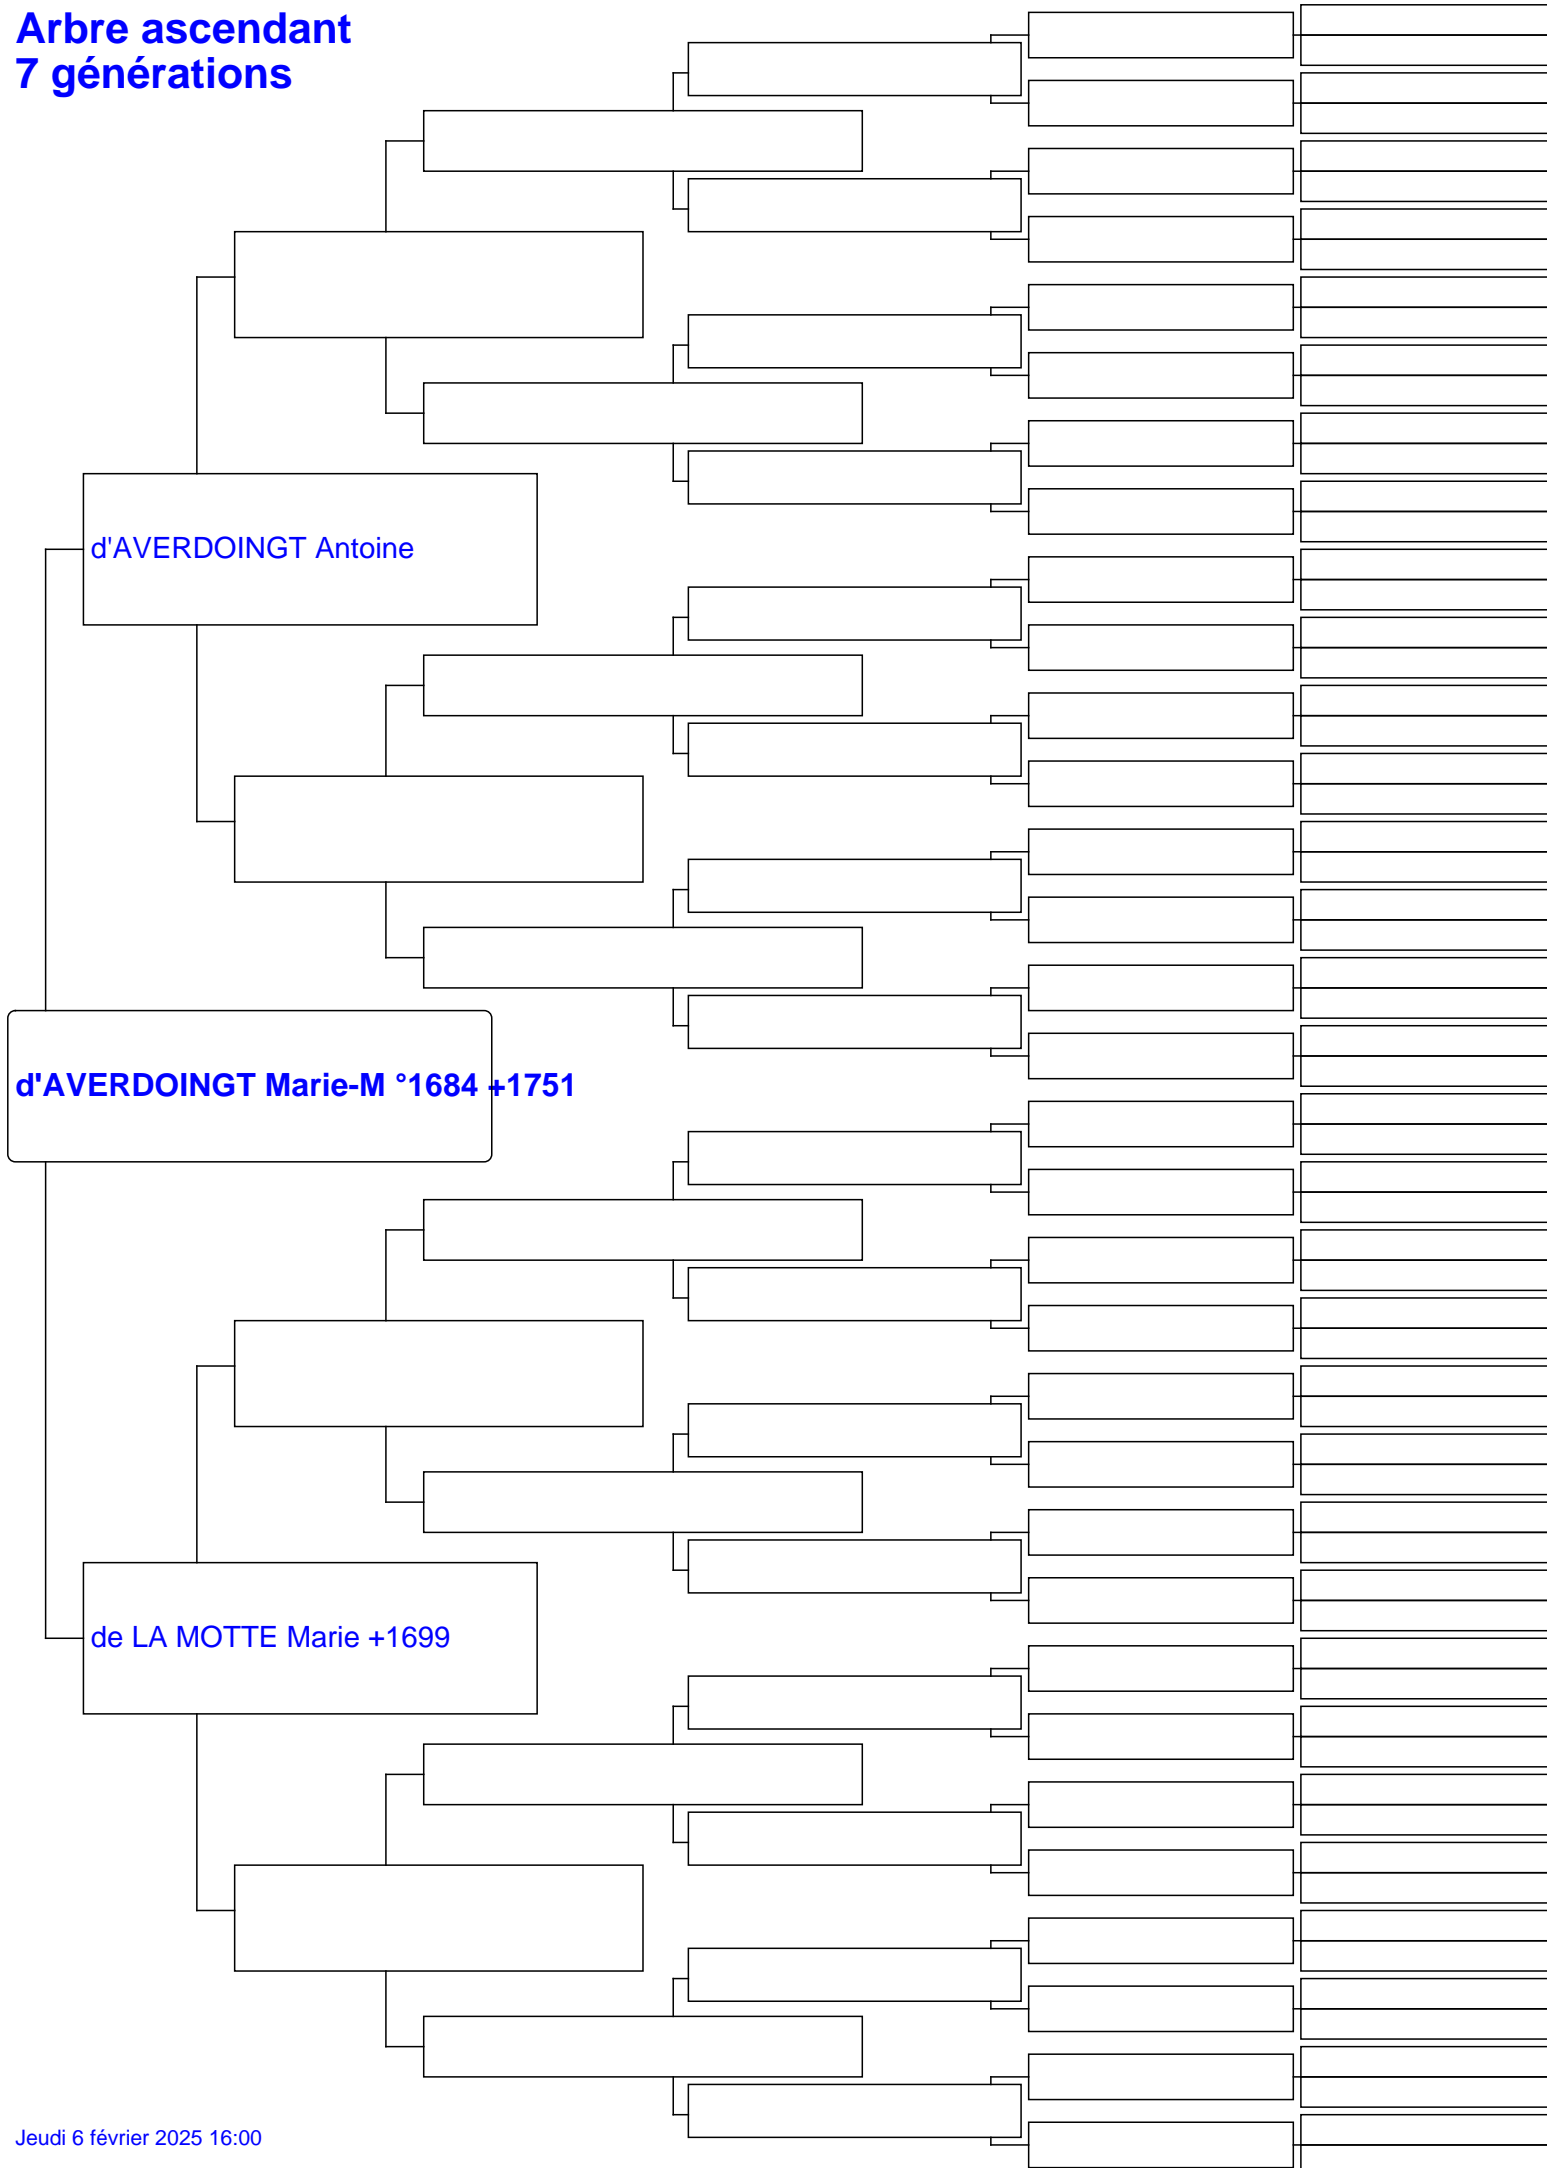 Arbre ascendant
7 générations
d'AVERDOINGT Antoine
d'AVERDOINGT Marie-M °1684 +1751
de LA MOTTE Marie +1699
Jeudi 6 février 2025 16:00